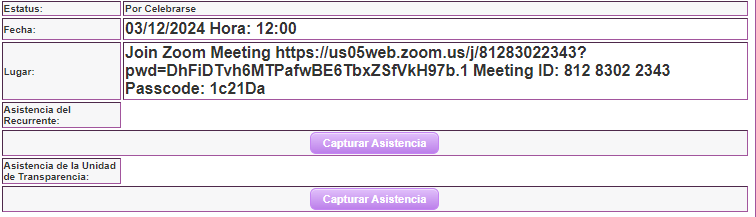 Estatus: Por Celebrarse
Fecha: 03/12/2024 Hora: 12:00
Lugar: Join Zoom Meeting https://us05web.zoom.us/j/81283022343?
pwd=DhFiDTvh6MTPafwBE6TbxZSfVkH97b.1 Meeting ID: 812 8302 2343
Passcode: 1c21Da
Asistencia del
Recurrente:
Capturar Asistencia
Asistencia de la Unidad
de Transparencia:
Capturar Asistencia